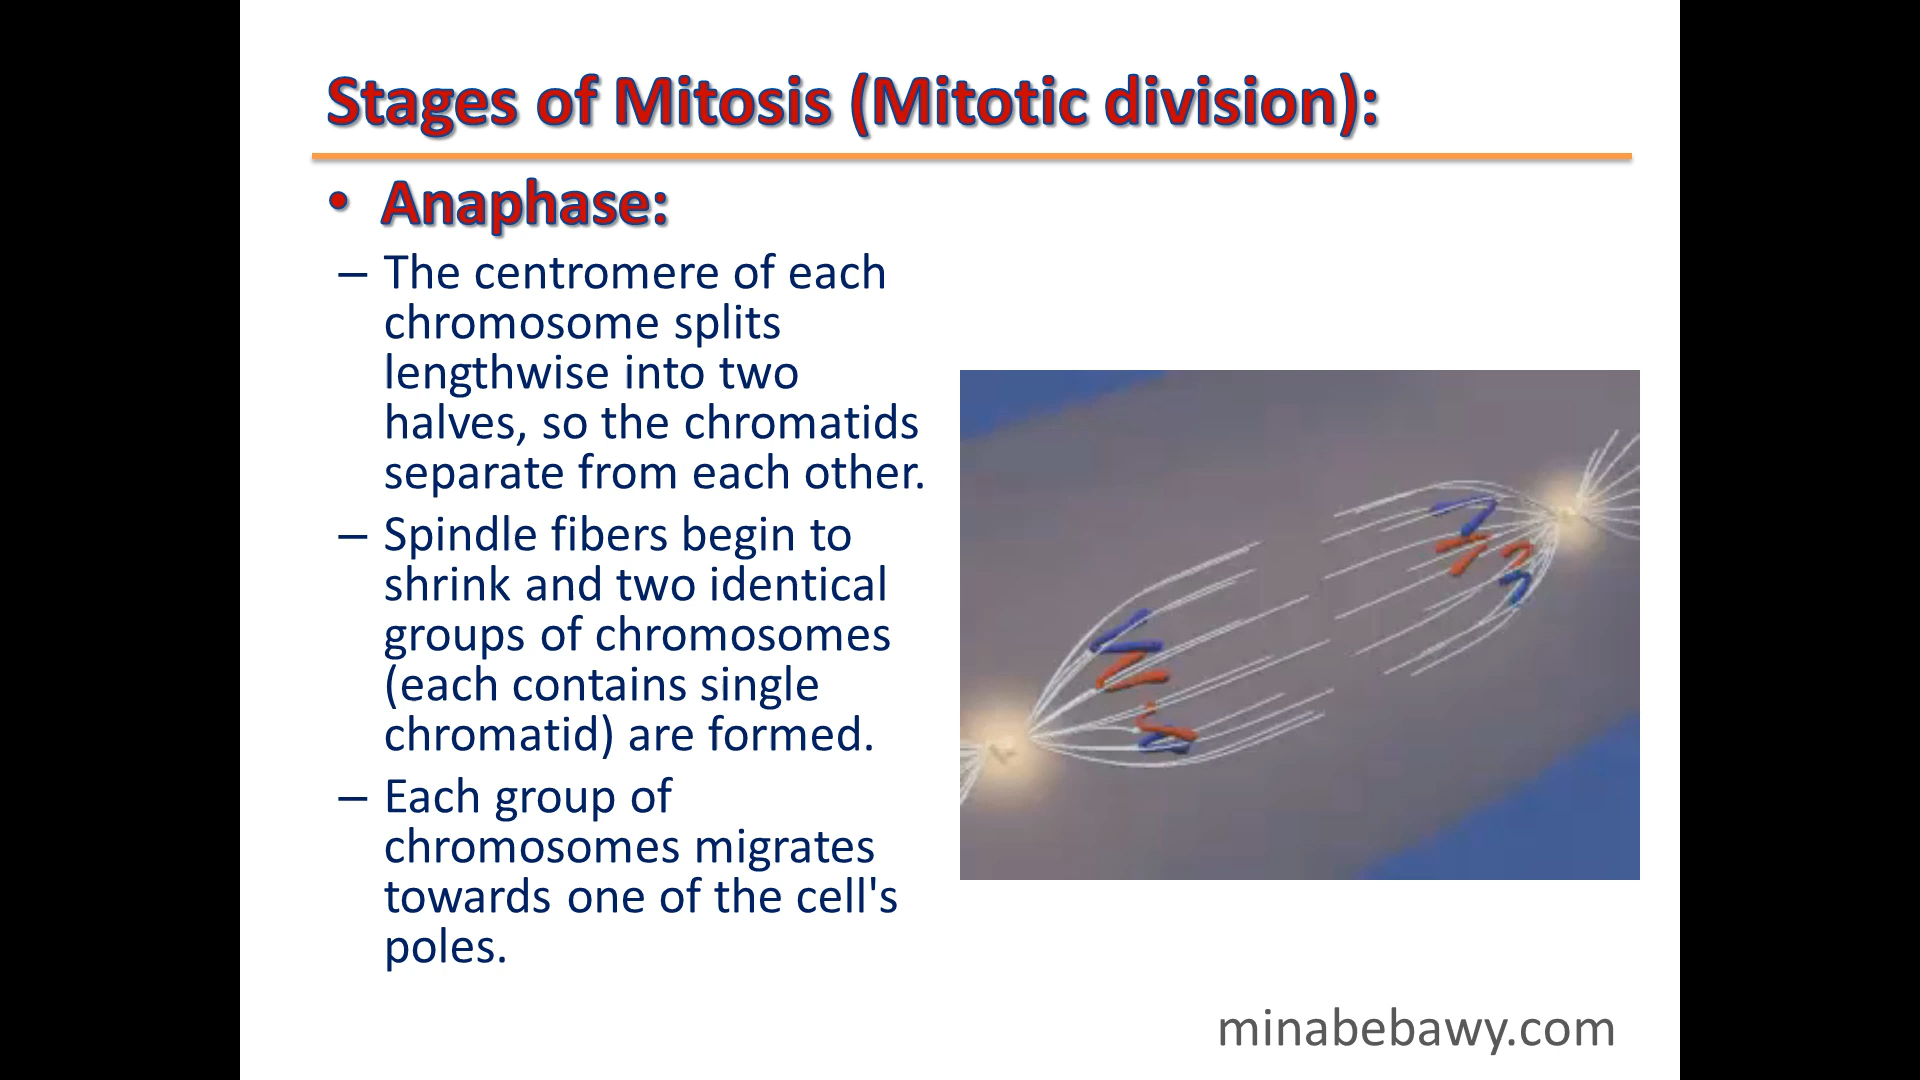 Stages of Mitosis (Mitotic division):
• Anaphase:
– The centromere of each
chromosome splits
lengthwise into two
halves, so the chromatids
separate from each other.
– Spindle fibers begin to
shrink and two identical
groups of chromosomes
(each contains single
chromatid) are formed.
– Each group of
chromosomes migrates
towards one of the cell's
poles.
minabebawy.com